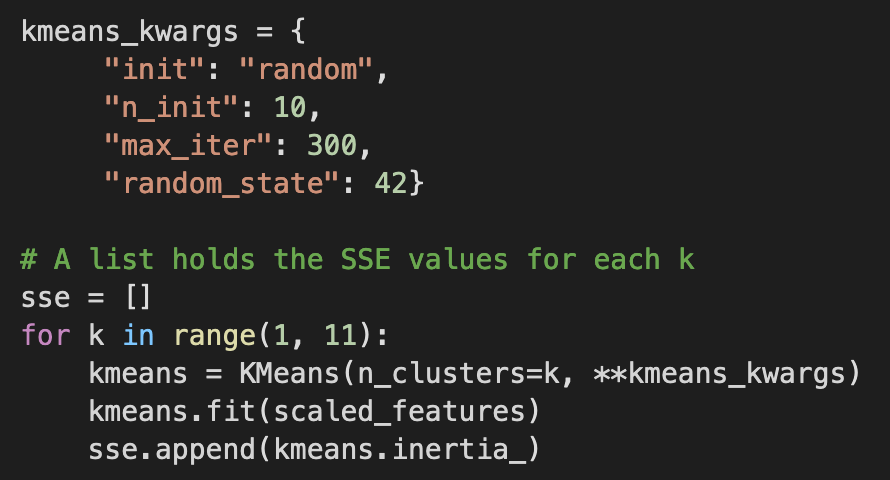 kmeans_kwargs = {
     "init": "random",
     "n_init": 10,
     "max_iter": 300,
     "random_state": 42}

# A list holds the SSE values for each k
sse = []
for k in range(1, 11):
    kmeans = KMeans(n_clusters=k, **kmeans_kwargs)
    kmeans.fit(scaled_features)
    sse.append(kmeans.inertia_)